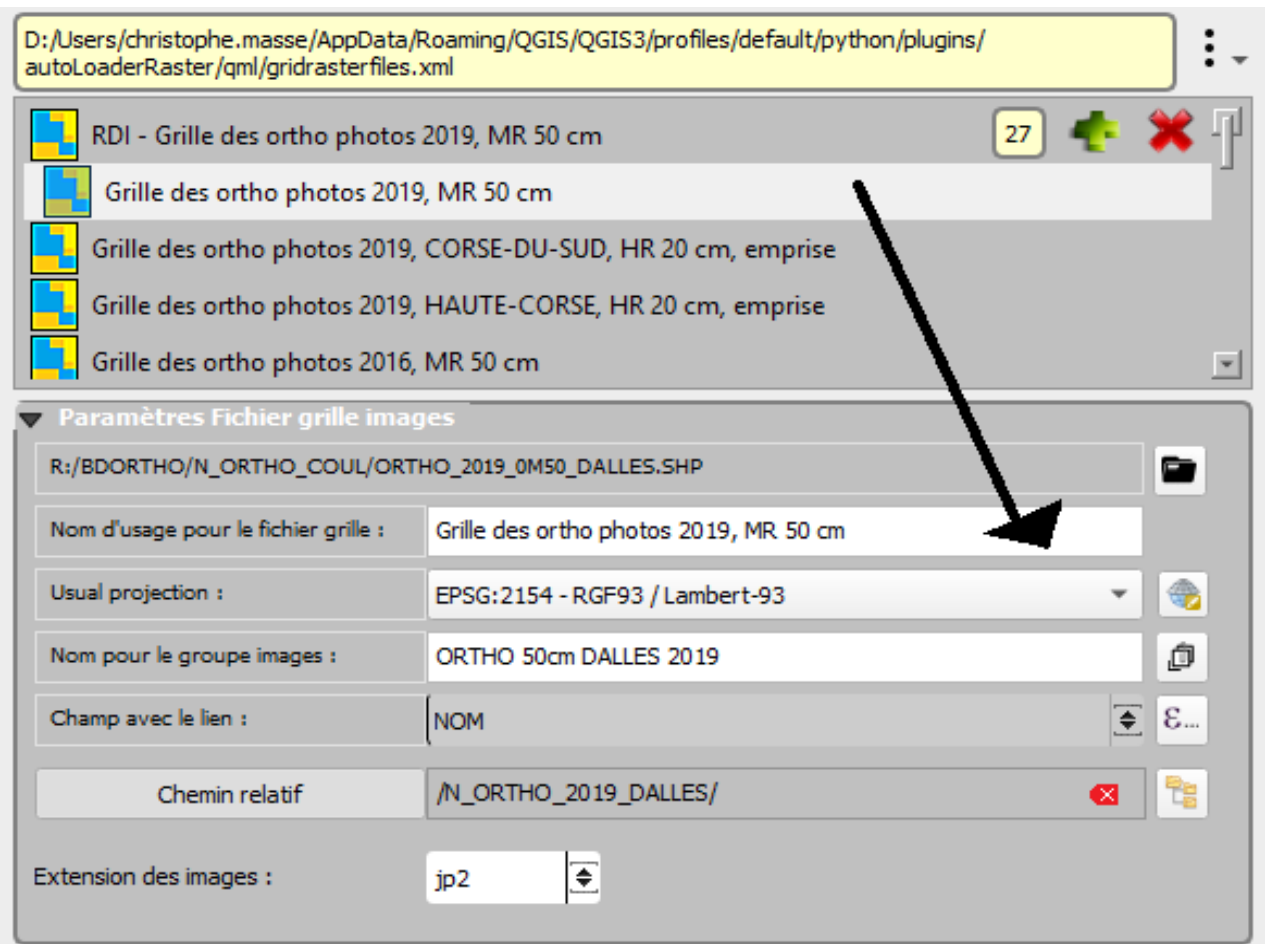 D:/Users/christophe.masse/AppData/Roaming/QGIS/QGIS3/profiles/default/python/plugins/
autoLoaderRaster/qml/gridrasterfiles.xml
RDI - Grille des ortho photos 2019, MR 50 cm 27
Grille des ortho photos 2019, MR 50 cm
Grille des ortho photos 2019, CORSE-DU-SUD, HR 20 cm, emprise
Grille des ortho photos 2019, HAUTE-CORSE, HR 20 cm, emprise
Grille des ortho photos 2016, MR 50 cm
Paramètres Fichier grille images
R:/BDORTHO/N_ORTHO_COUL/ORTHO_2019_0M50_DALLES.SHP
Nom d'usage pour le fichier grille : Grille des ortho photos 2019, MR 50 cm
Usual projection : EPSG:2154 - RGF93 / Lambert-93
Nom pour le groupe images : ORTHO 50cm DALLES 2019
Champ avec le lien : NOM ε...
Chemin relatif /N_ORTHO_2019_DALLES/
Extension des images : jp2